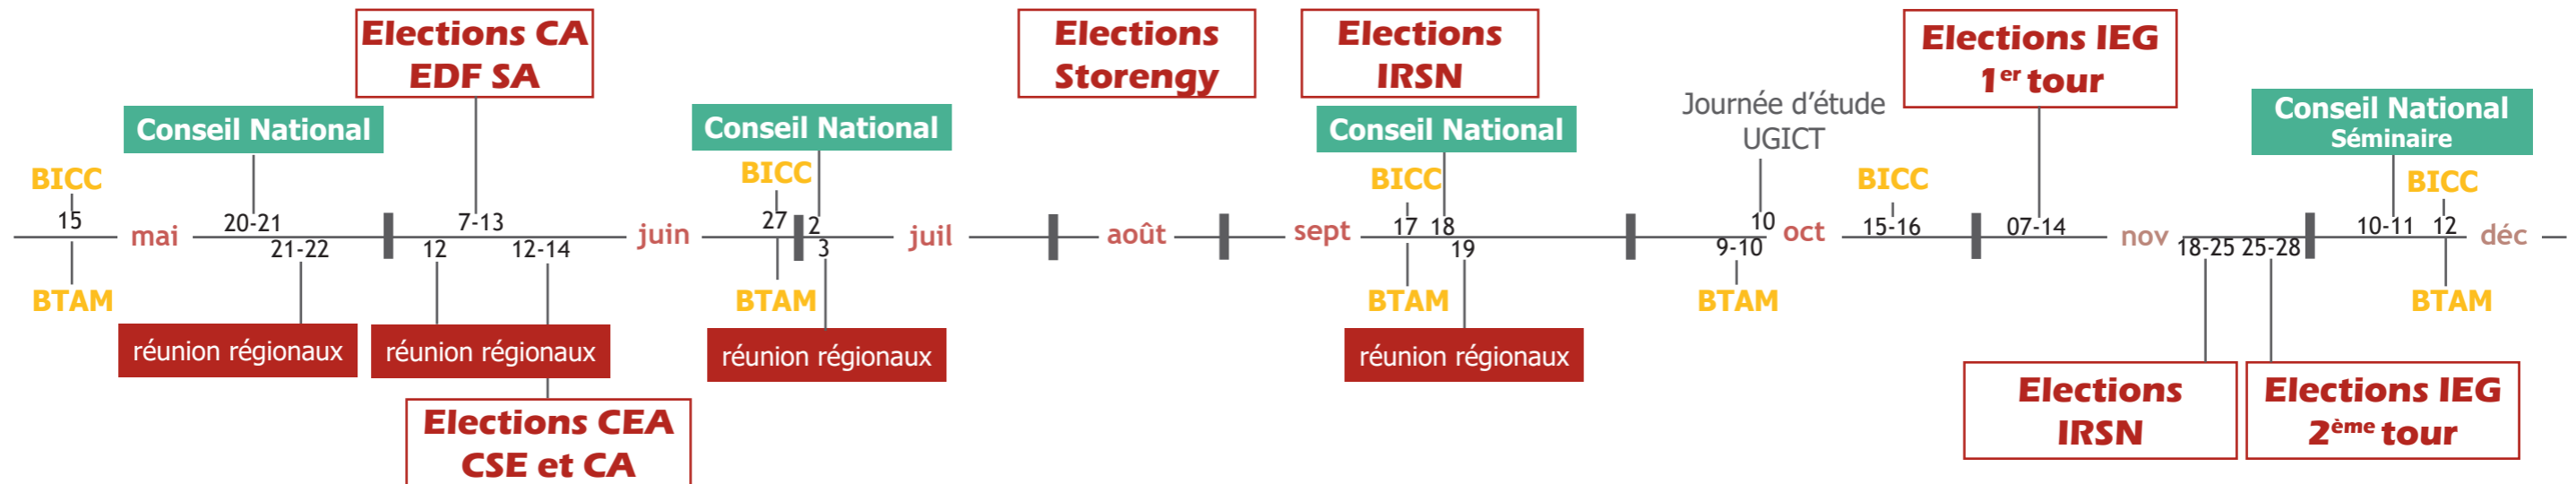 Elections CA
EDF SA
Elections
Storengy
Elections
IRSN
Elections IEG
1er tour
Conseil National
Conseil National
Conseil National
Journée d'étude
UGICT
Conseil National
Séminaire
BICC
BICC
BICC
BICC
BICC
15
mai
20-21
21-22
7-13
12
12-14
juin
27
2
3
juil
août
sept
17
18
19
9-10
10
oct
15-16
07-14
nov
18-25
25-28
10-11
12
déc
BTAM
BTAM
BTAM
BTAM
BTAM
réunion régionaux
réunion régionaux
réunion régionaux
réunion régionaux
Elections CEA
CSE et CA
Elections
IRSN
Elections IEG
2ème tour